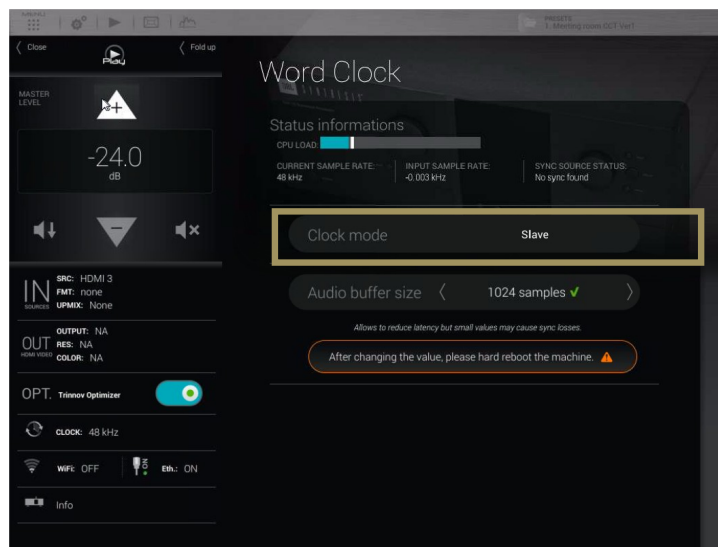 PRESETS
1. Meeting room CCT Ver1
Close
Play
Fold up
MASTER
LEVEL
+
-24.0
dB
IN
SOURCES
SRC: HDMI 3
FMT: none
UPMIX: None
OUT
HDMI VIDEO
OUTPUT: NA
RES: NA
COLOR: NA
OPT. Trinnov Optimizer
CLOCK: 48 kHz
WiFi: OFF
ON
Eth.: ON
Info
Word Clock
SYNTHESIS
Status informations
CPU LOAD:
CURRENT SAMPLE RATE:
48 kHz
INPUT SAMPLE RATE:
-0.003 kHz
SYNC SOURCE STATUS:
No sync found
Clock mode Slave
Audio buffer size 1024 samples
Allows to reduce latency but small values may cause sync losses.
After changing the value, please hard reboot the machine.